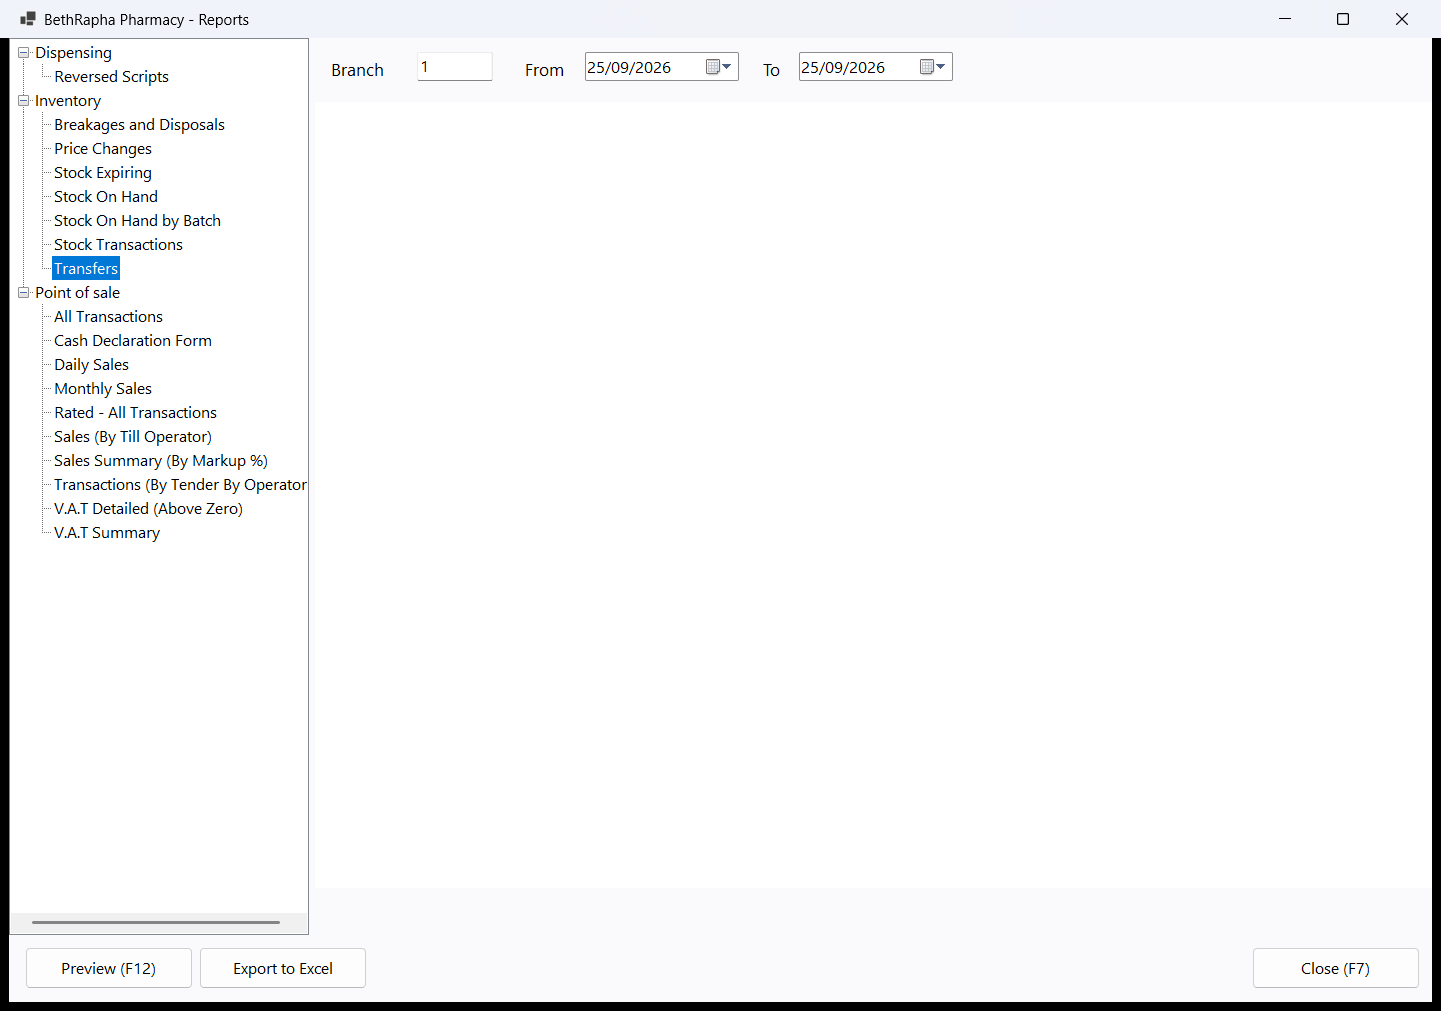 BethRapha Pharmacy - Reports
Dispensing
Reversed Scripts
Inventory
Breakages and Disposals
Price Changes
Stock Expiring
Stock On Hand
Stock On Hand by Batch
Stock Transactions
Transfers
Point of sale
All Transactions
Cash Declaration Form
Daily Sales
Monthly Sales
Rated - All Transactions
Sales (By Till Operator)
Sales Summary (By Markup %)
Transactions (By Tender By Operator
V.A.T Detailed (Above Zero)
V.A.T Summary
Branch 1 From 25/09/2026 To 25/09/2026
Preview (F12) Export to Excel Close (F7)